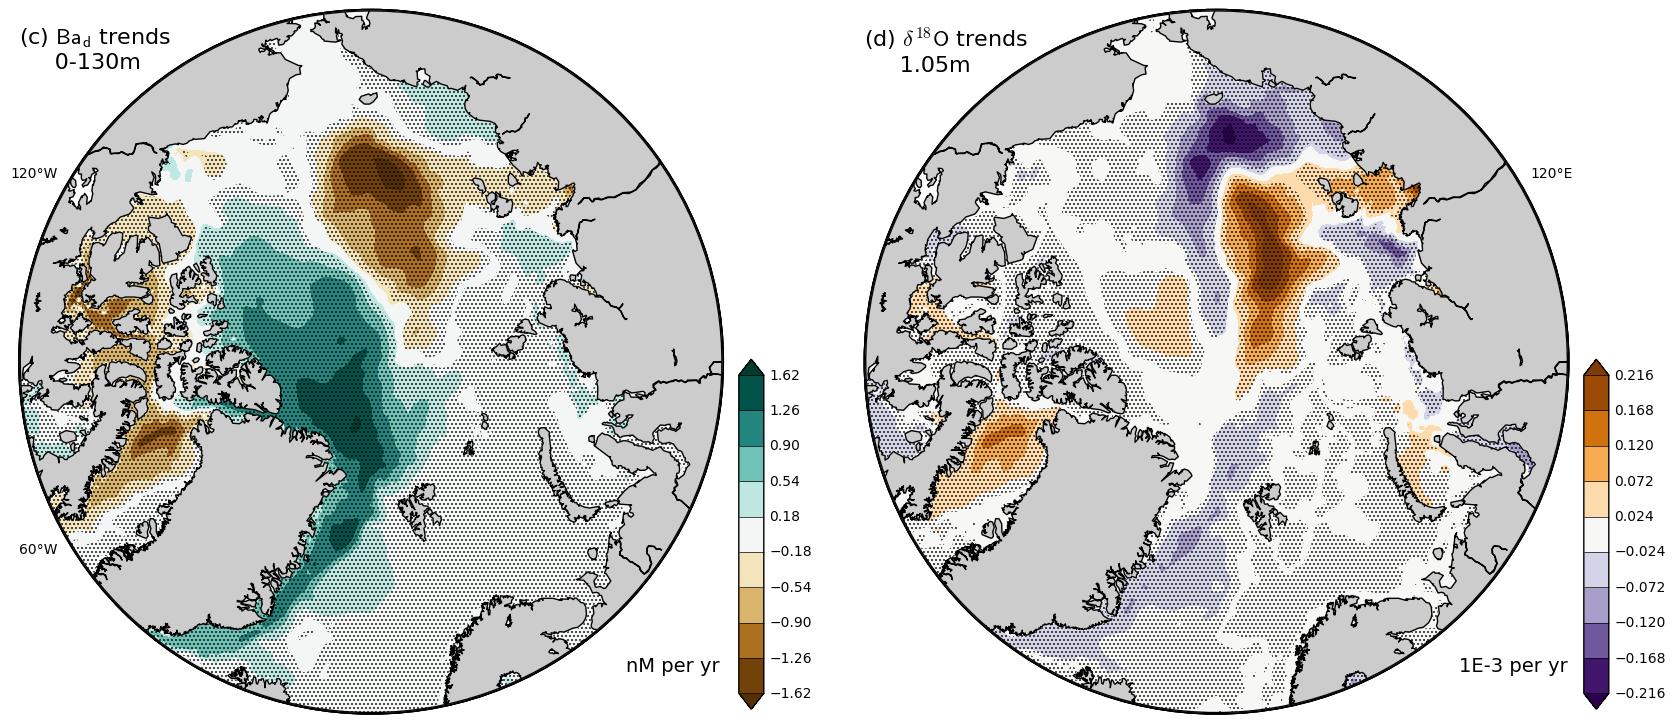 (c) Ba_d trends
0-130m
120°W
60°W
nM per yr
1.62
1.26
0.90
0.54
0.18
−0.18
−0.54
−0.90
−1.26
−1.62
(d) δ¹⁸O trends
1.05m
120°E
1E-3 per yr
0.216
0.168
0.120
0.072
0.024
−0.024
−0.072
−0.120
−0.168
−0.216